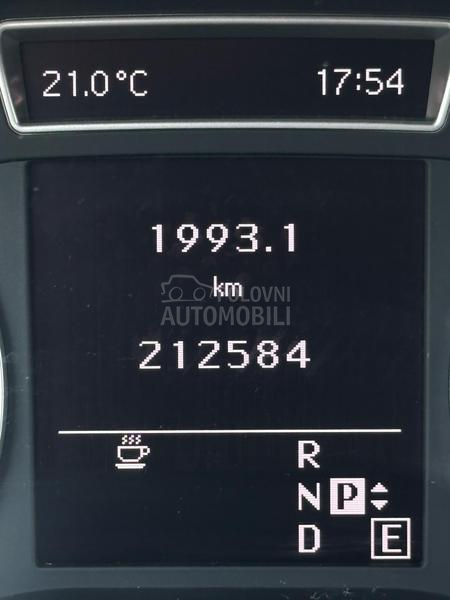 21.0°C 17:54
1993.1
km
POLOVNI
AUTOMOBILI
212584
R
N P
D E